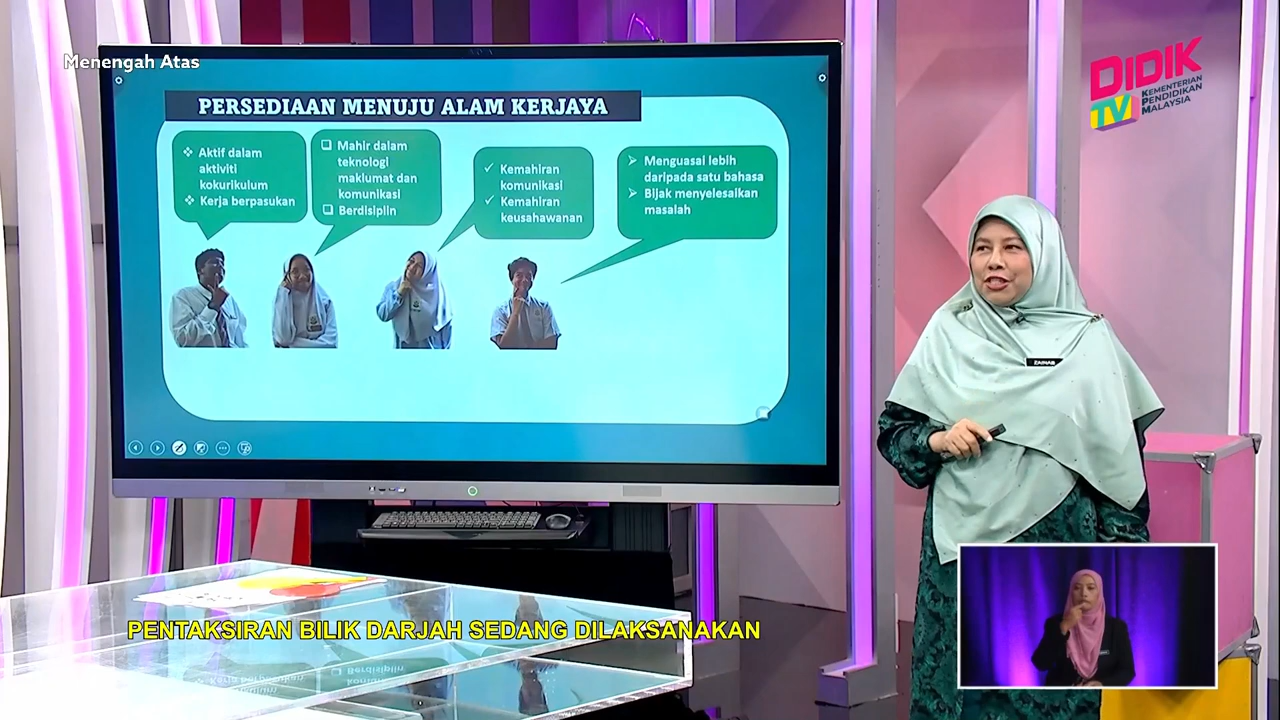 Menengah Atas
DIDIK
TV
KEMENTERIAN
PENDIDIKAN
MALAYSIA
PERSEDIAAN MENUJU ALAM KERJAYA
Aktif dalam
aktiviti
kokurikulum
Kerja berpasukan
Mahir dalam
teknologi
maklumat dan
komunikasi
Berdisiplin
Kemahiran
komunikasi
Kemahiran
keusahawanan
Menguasai lebih
daripada satu bahasa
Bijak menyelesaikan
masalah
ZAINAB
PENTAKSIRAN BILIK DARJAH SEDANG DILAKSANAKAN